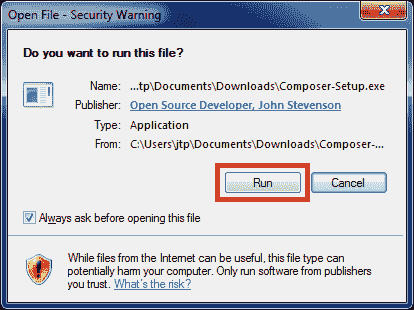 Open File - Security Warning
Do you want to run this file?
Name: ...tp\Documents\Downloads\Composer-Setup.exe
Publisher: Open Source Developer, John Stevenson
Type: Application
From: C:\Users\jtp\Documents\Downloads\Composer-...
Run Cancel
Always ask before opening this file
While files from the Internet can be useful, this file type can
potentially harm your computer. Only run software from publishers
you trust. What's the risk?